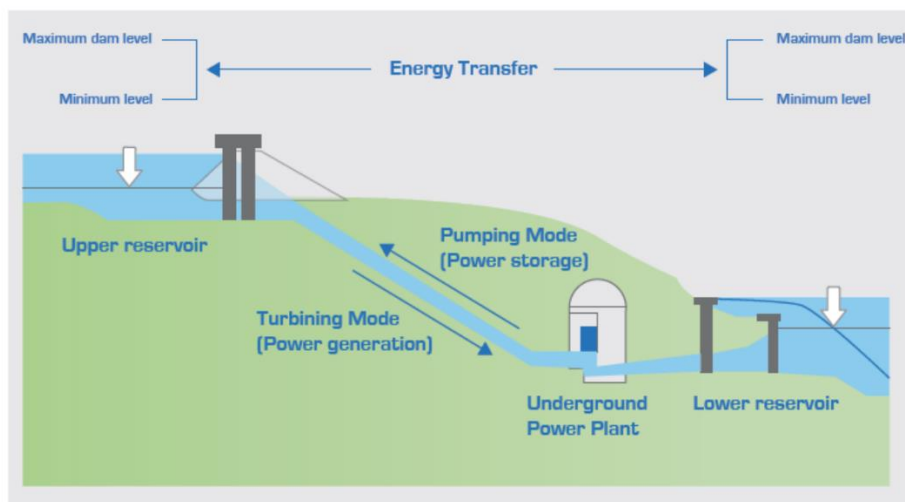 Maximum dam level
Minimum level
Energy Transfer
Maximum dam level
Minimum level
Upper reservoir
Pumping Mode
(Power storage)
Turbining Mode
(Power generation)
Underground
Power Plant
Lower reservoir